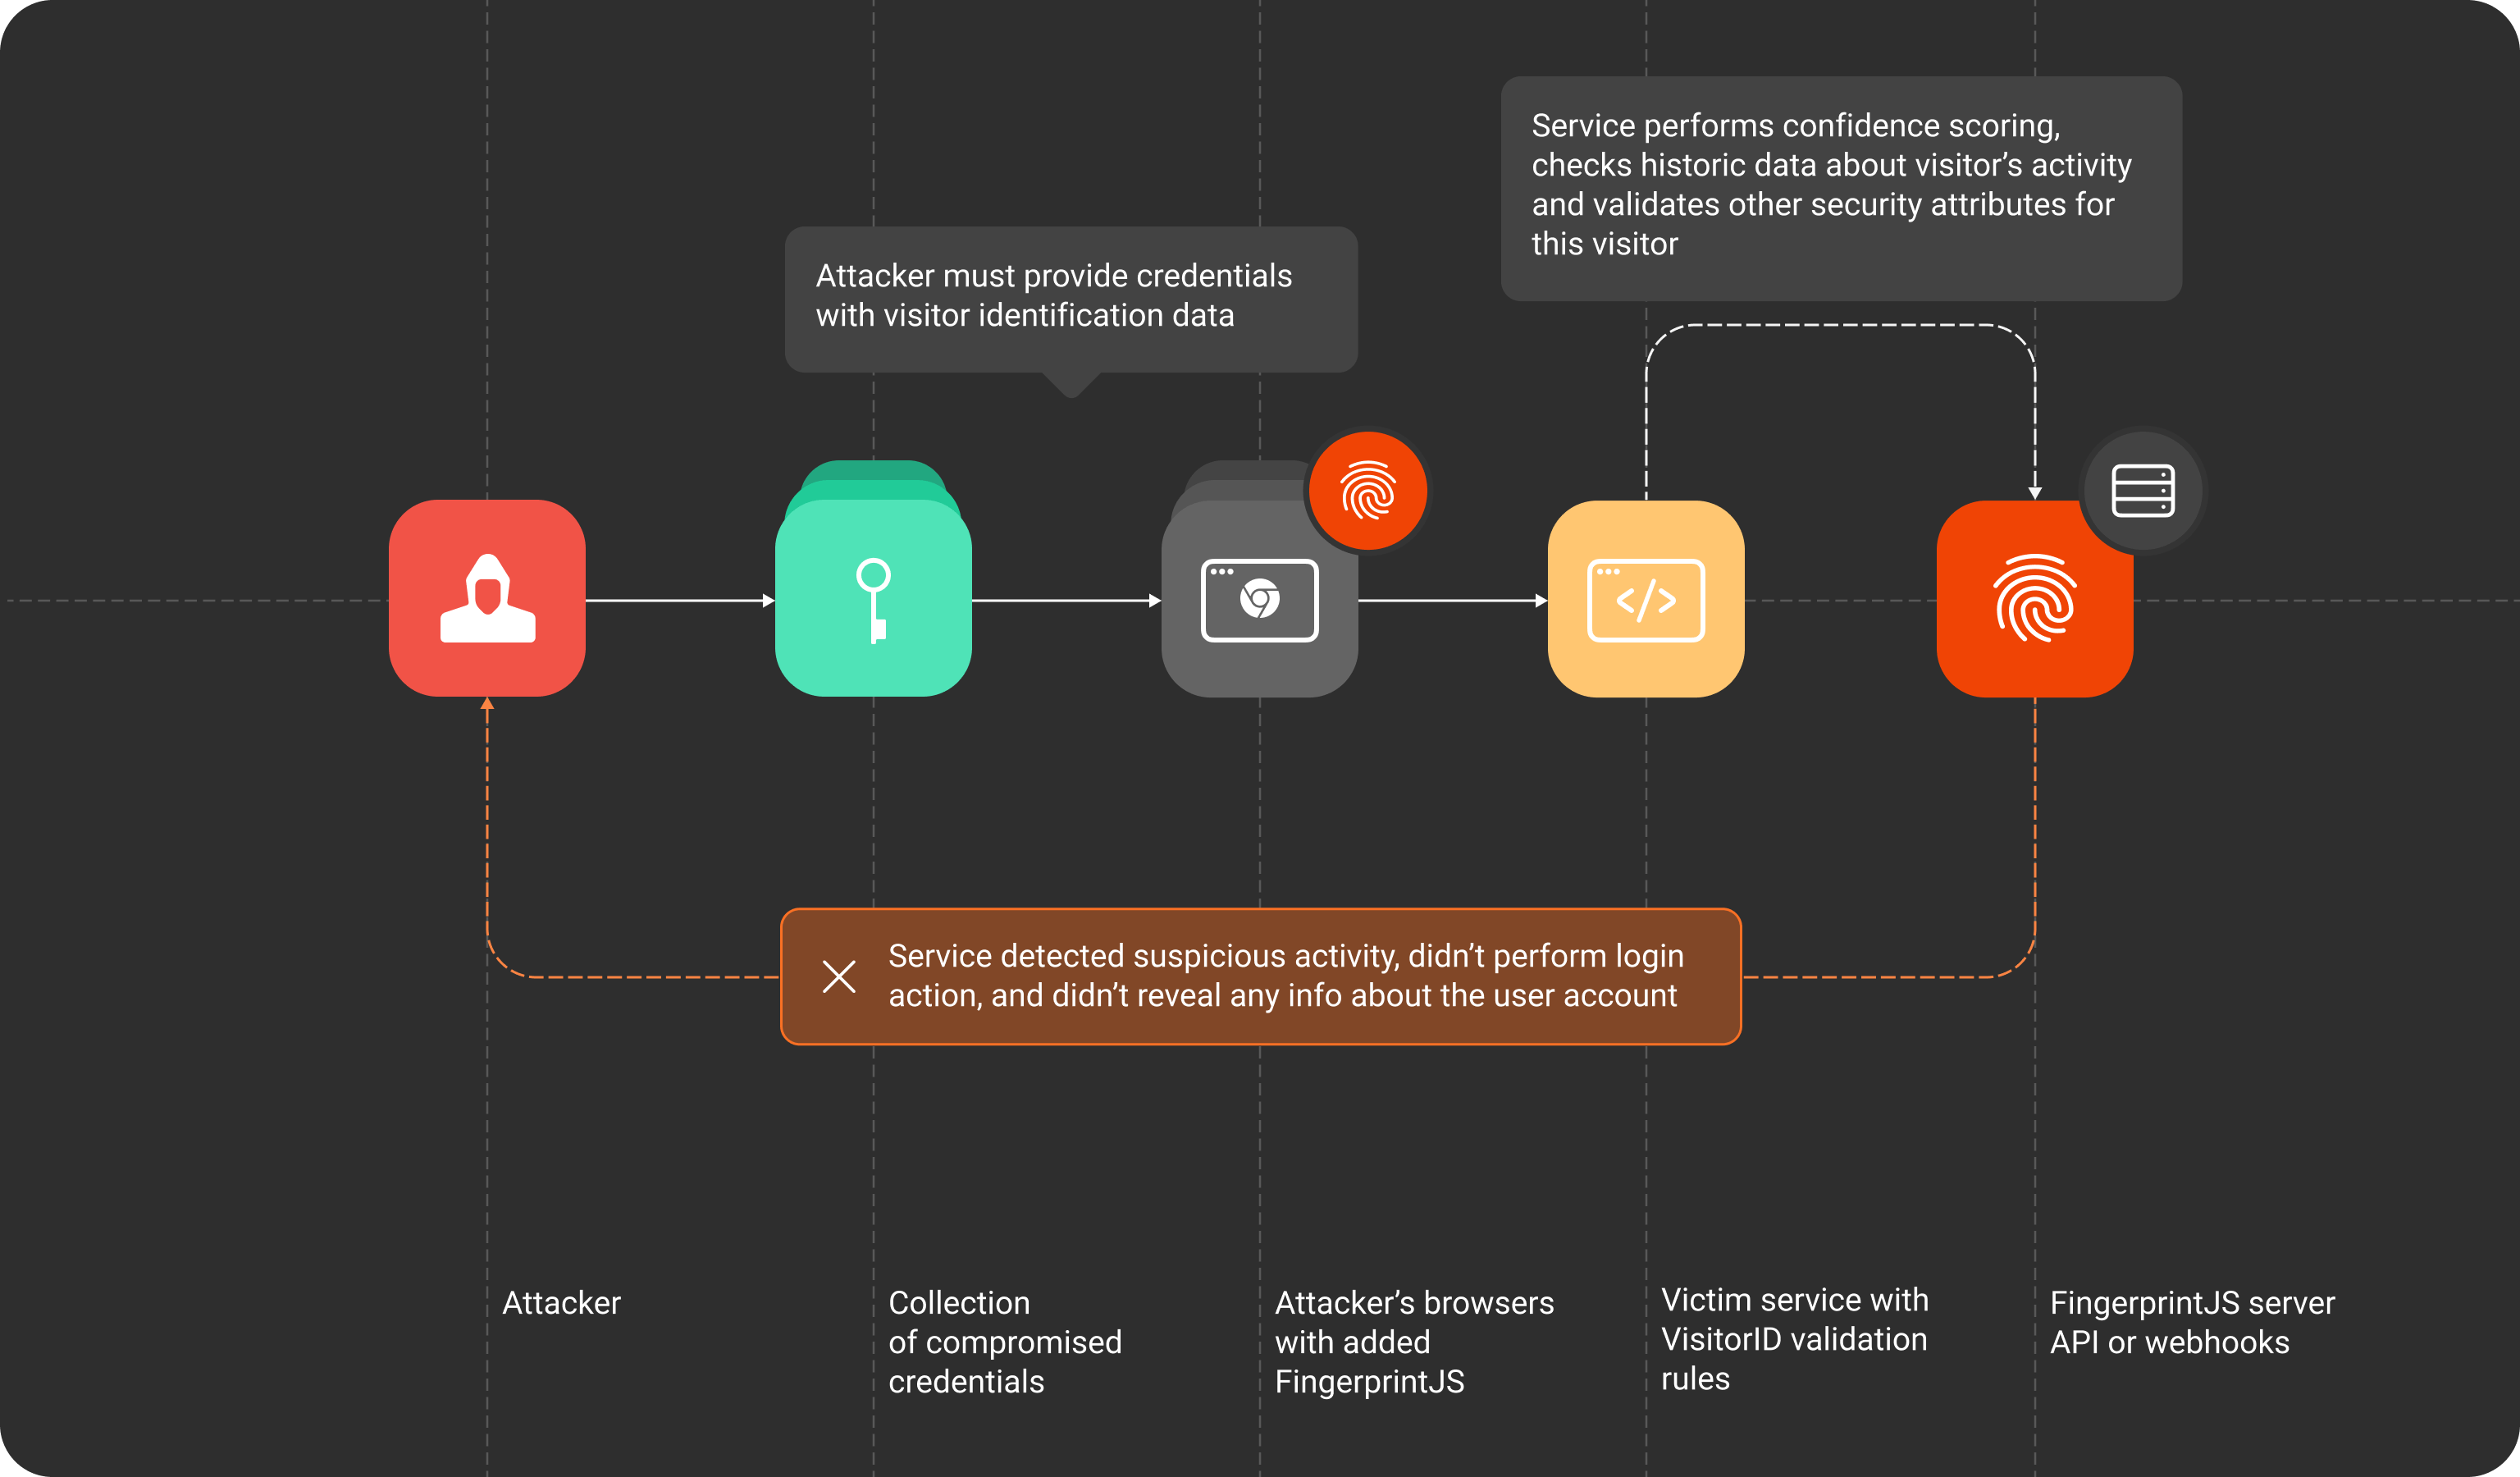 Service performs confidence scoring,
checks historic data about visitor’s activity
and validates other security attributes for
this visitor
Attacker must provide credentials
with visitor identification data
Service detected suspicious activity, didn’t perform login
action, and didn’t reveal any info about the user account
Attacker
Collection
of compromised
credentials
Attacker’s browsers
with added
FingerprintJS
Victim service with
VisitorID validation
rules
FingerprintJS server
API or webhooks